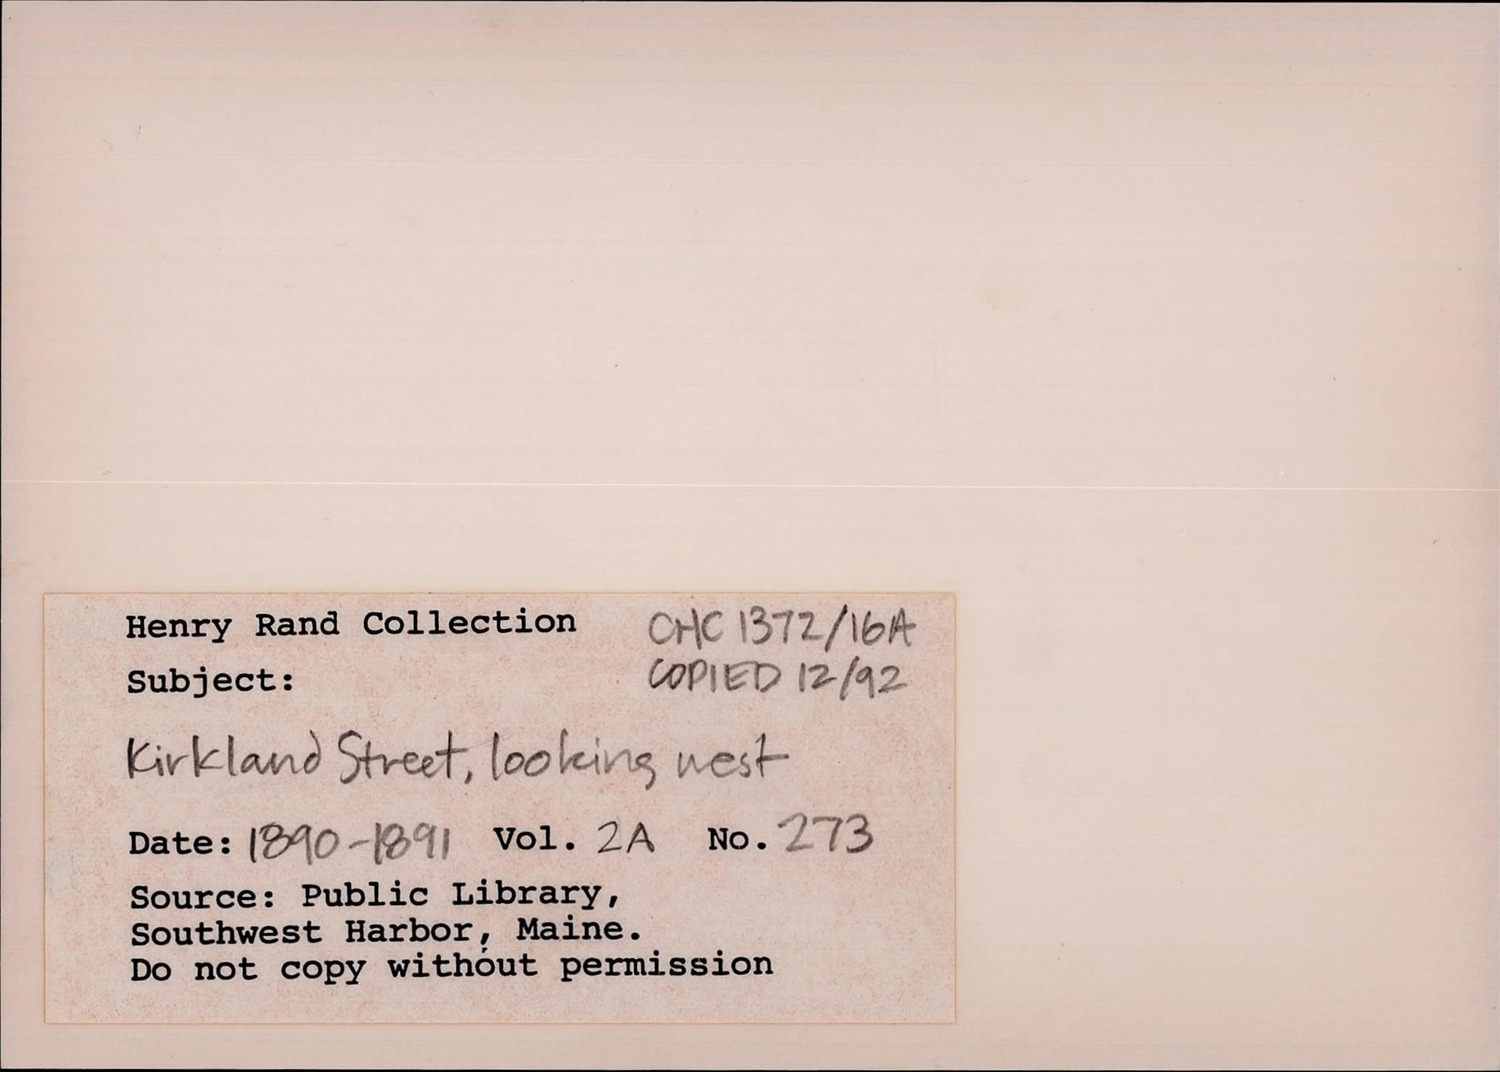 Henry Rand Collection CHC 1372/16A
Subject: COPIED 12/92
Kirkland Street, looking west
Date: 1890-1891 Vol. 2A No. 273
Source: Public Library,
Southwest Harbor, Maine.
Do not copy without permission